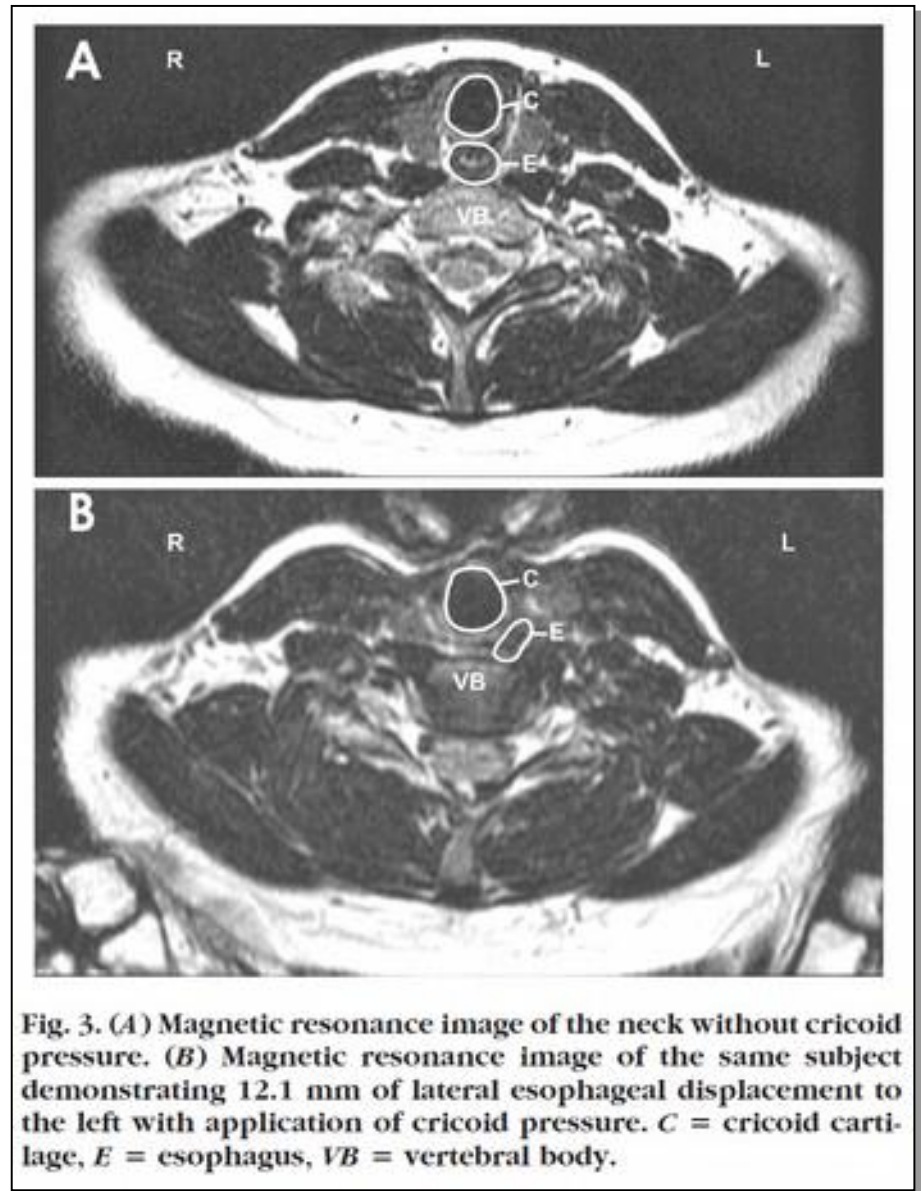 A
R
L
C
E
VB
B
R
L
C
E
VB
Fig. 3. (A) Magnetic resonance image of the neck without cricoid
pressure. (B) Magnetic resonance image of the same subject
demonstrating 12.1 mm of lateral esophageal displacement to
the left with application of cricoid pressure. C = cricoid carti-
lage, E = esophagus, VB = vertebral body.